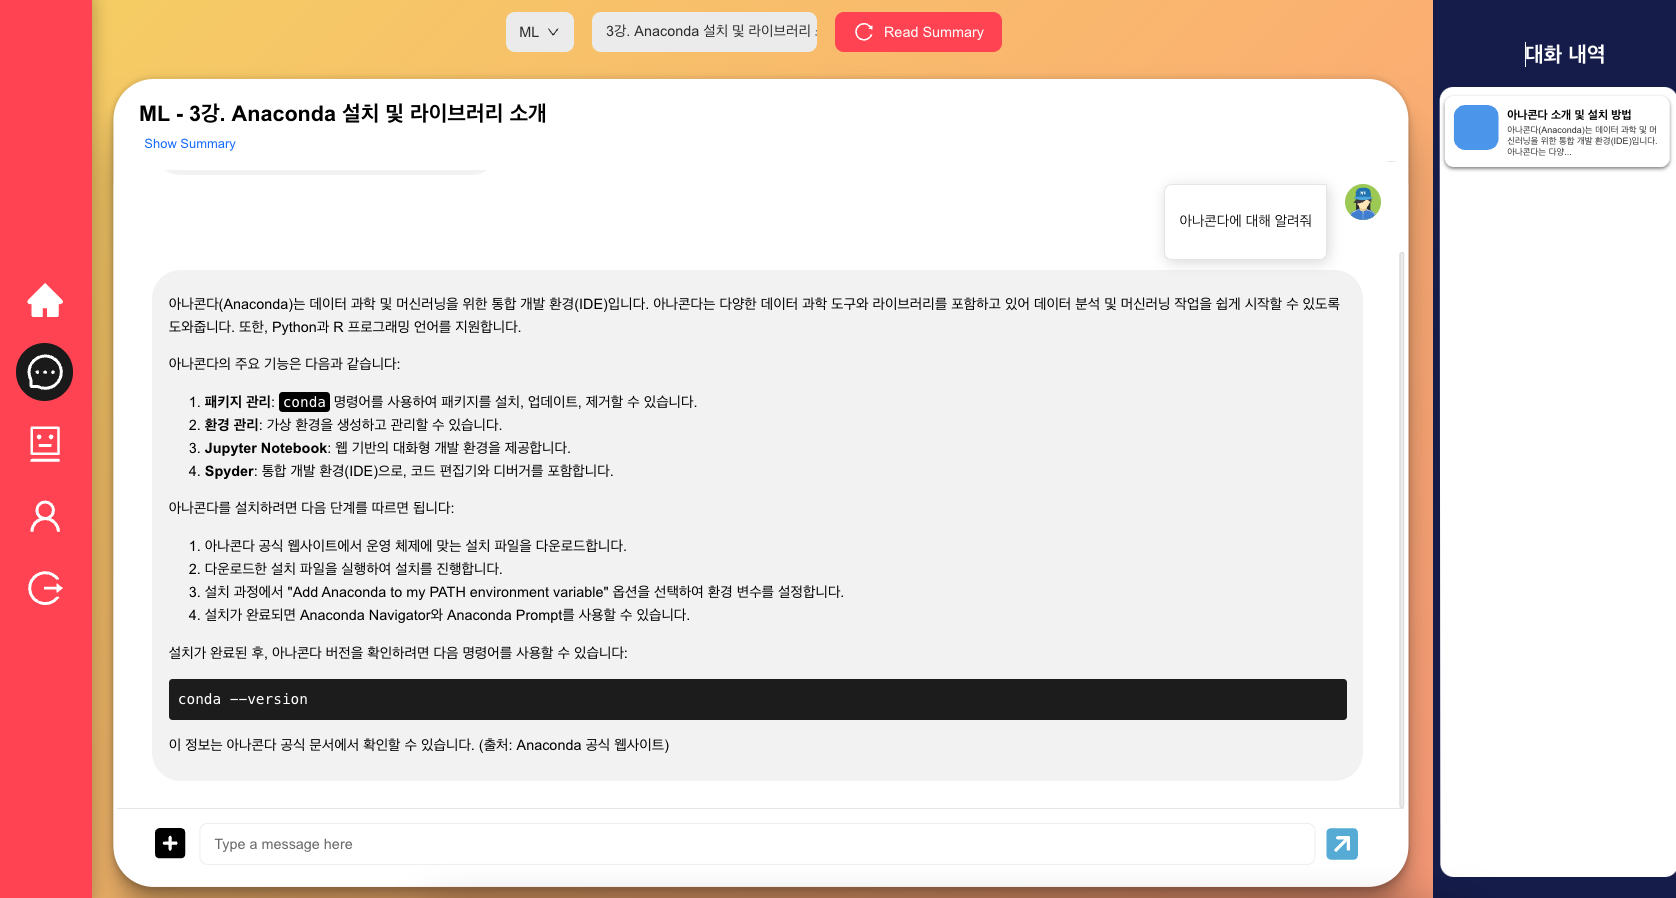 ML
3강. Anaconda 설치 및 라이브러리
Read Summary
ML - 3강. Anaconda 설치 및 라이브러리 소개
Show Summary
아나콘다에 대해 알려줘
아나콘다(Anaconda)는 데이터 과학 및 머신러닝을 위한 통합 개발 환경(IDE)입니다. 아나콘다는 다양한 데이터 과학 도구와 라이브러리를 포함하고 있어 데이터 분석 및 머신러닝 작업을 쉽게 시작할 수 있도록
도와줍니다. 또한, Python과 R 프로그래밍 언어를 지원합니다.
아나콘다의 주요 기능은 다음과 같습니다:
1. 패키지 관리: conda 명령어를 사용하여 패키지를 설치, 업데이트, 제거할 수 있습니다.
2. 환경 관리: 가상 환경을 생성하고 관리할 수 있습니다.
3. Jupyter Notebook: 웹 기반의 대화형 개발 환경을 제공합니다.
4. Spyder: 통합 개발 환경(IDE)으로, 코드 편집기와 디버거를 포함합니다.
아나콘다를 설치하려면 다음 단계를 따르면 됩니다:
1. 아나콘다 공식 웹사이트에서 운영 체제에 맞는 설치 파일을 다운로드합니다.
2. 다운로드한 설치 파일을 실행하여 설치를 진행합니다.
3. 설치 과정에서 "Add Anaconda to my PATH environment variable" 옵션을 선택하여 환경 변수를 설정합니다.
4. 설치가 완료되면 Anaconda Navigator와 Anaconda Prompt를 사용할 수 있습니다.
설치가 완료된 후, 아나콘다 버전을 확인하려면 다음 명령어를 사용할 수 있습니다:
conda --version
이 정보는 아나콘다 공식 문서에서 확인할 수 있습니다. (출처: Anaconda 공식 웹사이트)
Type a message here
대화 내역
아나콘다 소개 및 설치 방법
아나콘다(Anaconda)는 데이터 과학 및 머
신러닝을 위한 통합 개발 환경(IDE)입니다.
아나콘다는 다양...